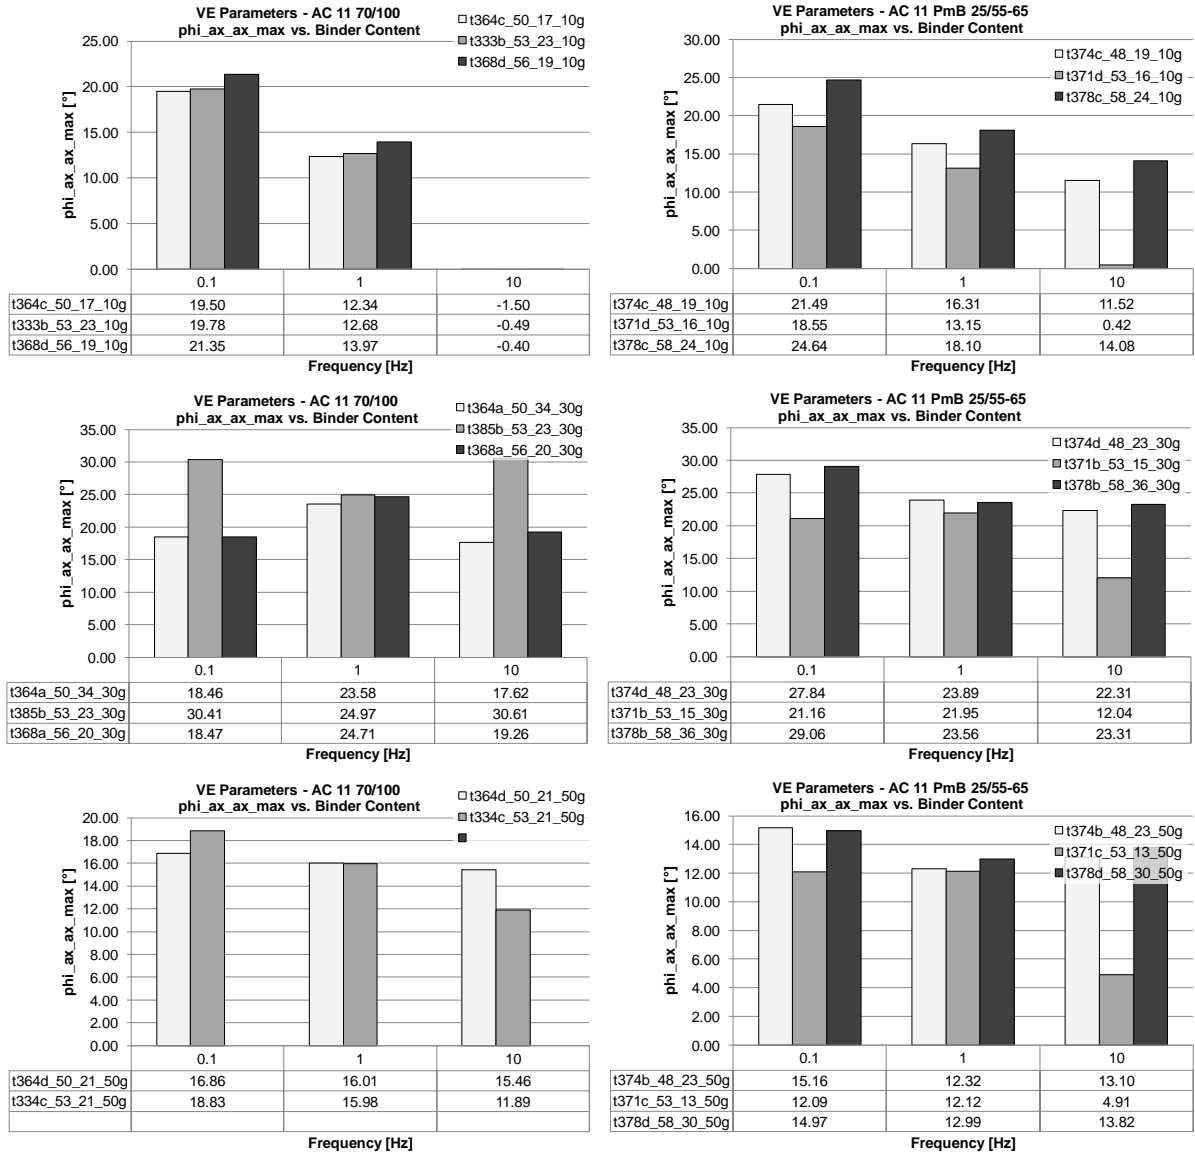 VE Parameters - AC 11 70/100
phi_ax_ax_max vs. Binder Content
t364c_50_17_10g
t333b_53_23_10g
t368d_56_19_10g
phi_ax_ax_max [°]
25.00
20.00
15.00
10.00
5.00
0.00
0.1 1 10
t364c_50_17_10g 19.50 12.34 -1.50
t333b_53_23_10g 19.78 12.68 -0.49
t368d_56_19_10g 21.35 13.97 -0.40
Frequency [Hz]
VE Parameters - AC 11 PmB 25/55-65
phi_ax_ax_max vs. Binder Content
t374c_48_19_10g
t371d_53_16_10g
t378c_58_24_10g
phi_ax_ax_max [°]
30.00
25.00
20.00
15.00
10.00
5.00
0.00
0.1 1 10
t374c_48_19_10g 21.49 16.31 11.52
t371d_53_16_10g 18.55 13.15 0.42
t378c_58_24_10g 24.64 18.10 14.08
Frequency [Hz]
VE Parameters - AC 11 70/100
phi_ax_ax_max vs. Binder Content
t364a_50_34_30g
t385b_53_23_30g
t368a_56_20_30g
phi_ax_ax_max [°]
35.00
30.00
25.00
20.00
15.00
10.00
5.00
0.00
0.1 1 10
t364a_50_34_30g 18.46 23.58 17.62
t385b_53_23_30g 30.41 24.97 30.61
t368a_56_20_30g 18.47 24.71 19.26
Frequency [Hz]
VE Parameters - AC 11 PmB 25/55-65
phi_ax_ax_max vs. Binder Content
t374d_48_23_30g
t371b_53_15_30g
t378b_58_36_30g
phi_ax_ax_max [°]
35.00
30.00
25.00
20.00
15.00
10.00
5.00
0.00
0.1 1 10
t374d_48_23_30g 27.84 23.89 22.31
t371b_53_15_30g 21.16 21.95 12.04
t378b_58_36_30g 29.06 23.56 23.31
Frequency [Hz]
VE Parameters - AC 11 70/100
phi_ax_ax_max vs. Binder Content
t364d_50_21_50g
t334c_53_21_50g
phi_ax_ax_max [°]
20.00
18.00
16.00
14.00
12.00
10.00
8.00
6.00
4.00
2.00
0.00
0.1 1 10
t364d_50_21_50g 16.86 16.01 15.46
t334c_53_21_50g 18.83 15.98 11.89
Frequency [Hz]
VE Parameters - AC 11 PmB 25/55-65
phi_ax_ax_max vs. Binder Content
t374b_48_23_50g
t371c_53_13_50g
t378d_58_30_50g
phi_ax_ax_max [°]
16.00
14.00
12.00
10.00
8.00
6.00
4.00
2.00
0.00
0.1 1 10
t374b_48_23_50g 15.16 12.32 13.10
t371c_53_13_50g 12.09 12.12 4.91
t378d_58_30_50g 14.97 12.99 13.82
Frequency [Hz]